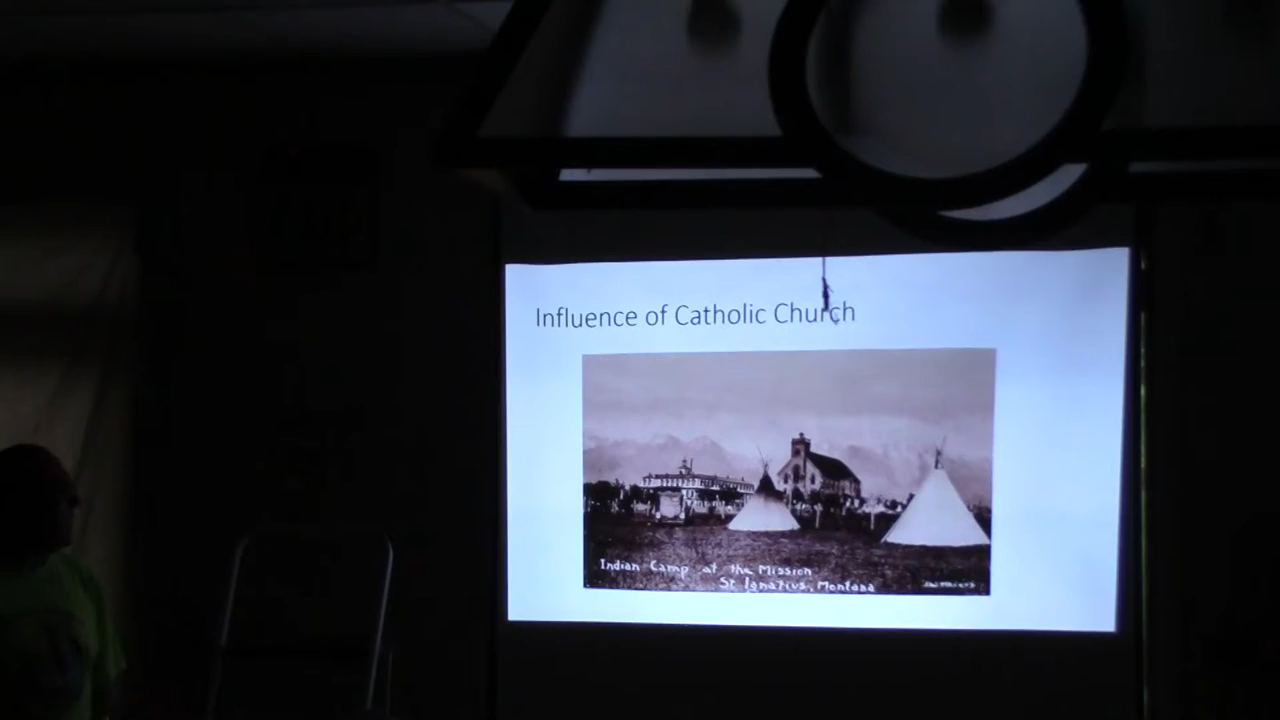 Influence of Catholic Church
Indian Camp at the Mission
St Ignatius, Montana